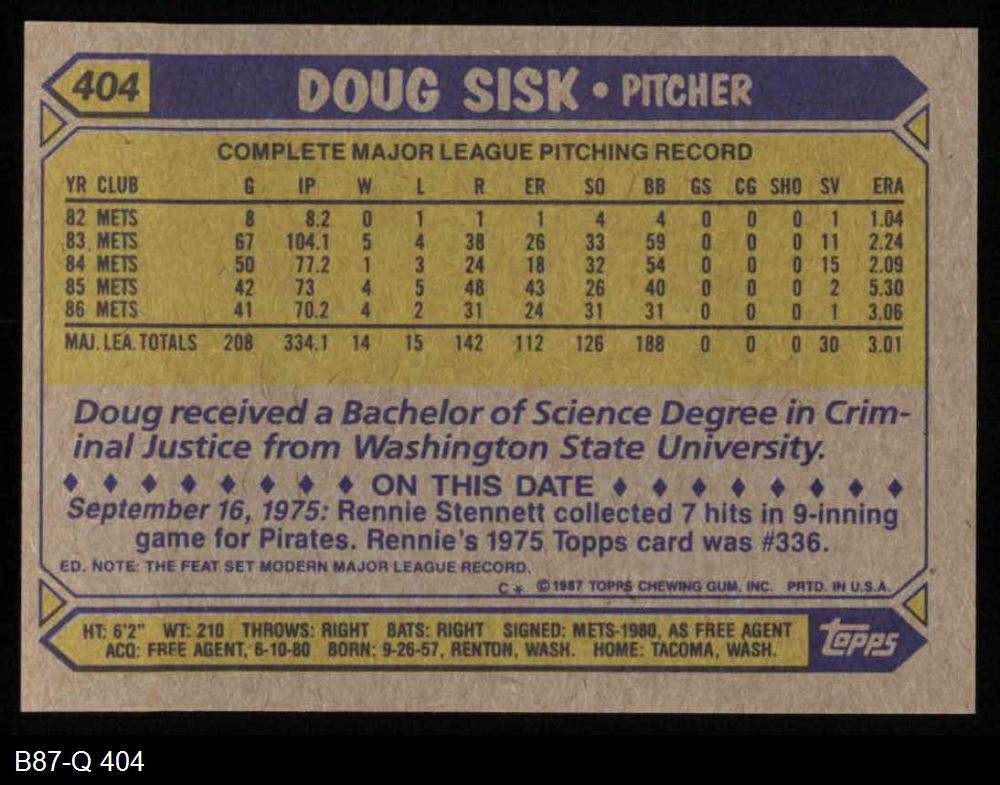 404
DOUG SISK • PITCHER
COMPLETE MAJOR LEAGUE PITCHING RECORD
YR CLUB G IP W L R ER SO BB GS CG SHO SV ERA
82 METS 8 8.2 0 1 1 1 4 4 0 0 0 1 1.04
83 METS 67 104.1 5 4 38 26 33 59 0 0 0 11 2.24
84 METS 50 77.2 1 3 24 18 32 54 0 0 0 15 2.09
85 METS 42 73 4 5 48 43 26 40 0 0 0 2 5.30
86 METS 41 70.2 4 2 31 24 31 31 0 0 0 1 3.06
MAJ. LEA. TOTALS 208 334.1 14 15 142 112 126 188 0 0 0 30 3.01
Doug received a Bachelor of Science Degree in Crim-
inal Justice from Washington State University.
♦ ♦ ♦ ♦ ♦ ♦ ♦ ♦ ON THIS DATE ♦ ♦ ♦ ♦ ♦ ♦ ♦ ♦
September 16, 1975: Rennie Stennett collected 7 hits in 9-inning
game for Pirates. Rennie's 1975 Topps card was #336.
ED. NOTE: THE FEAT SET MODERN MAJOR LEAGUE RECORD.
C* © 1987 TOPPS CHEWING GUM, INC. PRTD. IN U.S.A.
HT: 6'2" WT: 210 THROWS: RIGHT BATS: RIGHT SIGNED: METS-1980, AS FREE AGENT
ACQ: FREE AGENT, 6-10-80 BORN: 9-26-57, RENTON, WASH. HOME: TACOMA, WASH.
topps
B87-Q 404